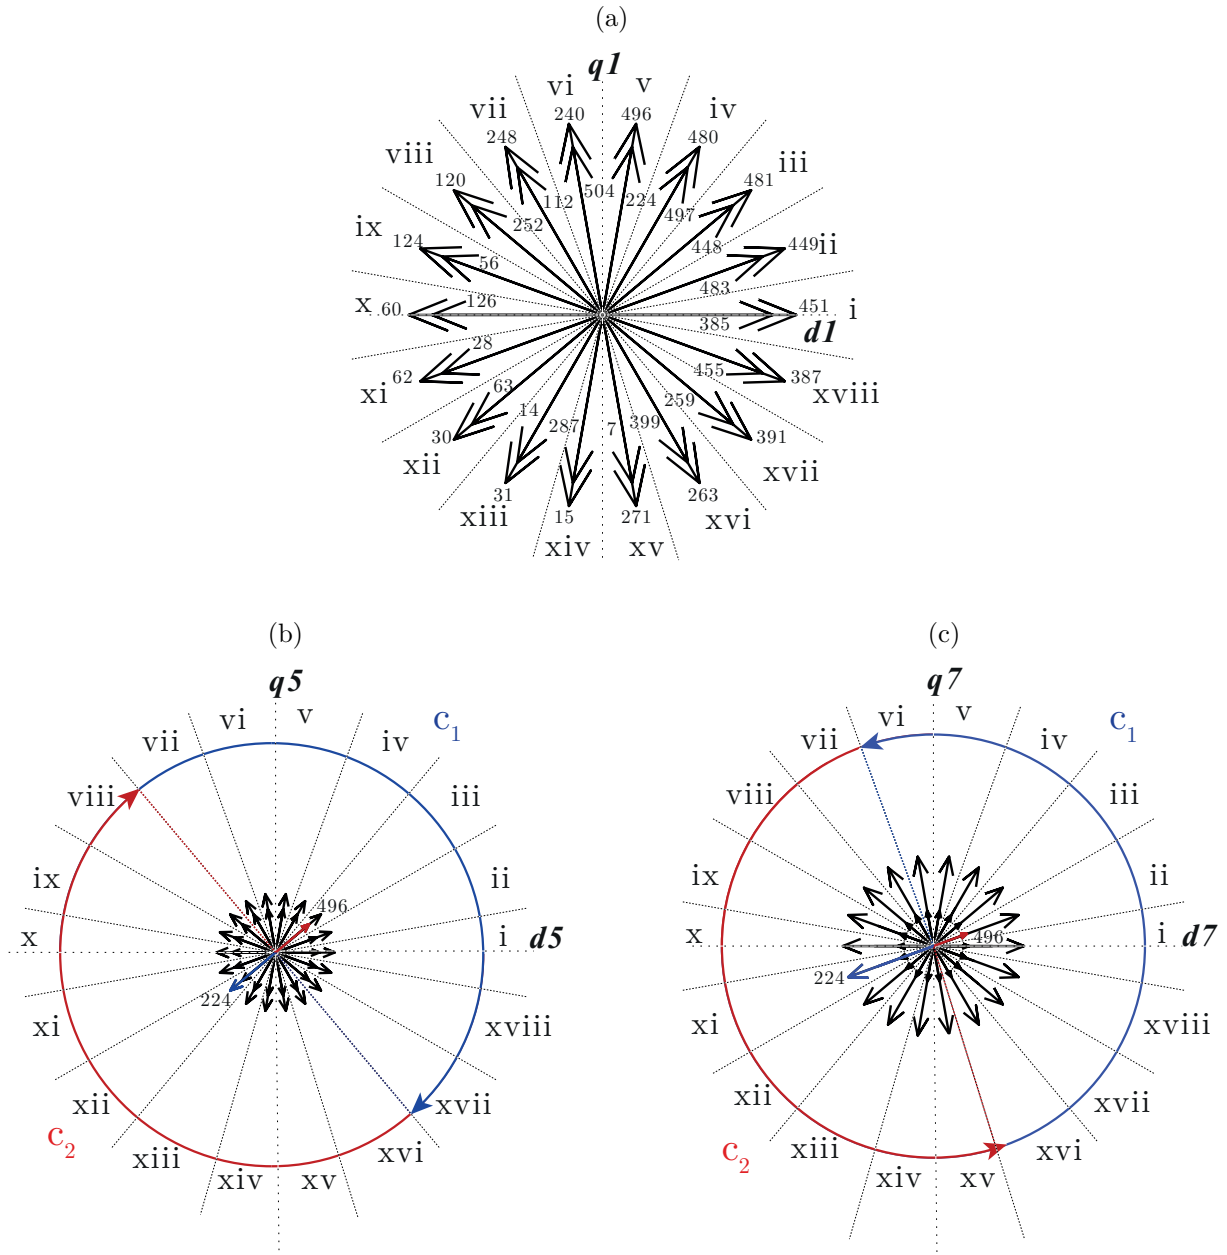 (a)
q1
vi v
vii 240 496 iv
248 480
viii iii
120 481
112 504 224
252 497
ix 124 449 ii
56 448
483
x 60 126 451 i
385 d1
28
xi 62 63 455 387 xviii
14 259
287 7 399
30 391
xii xvii
31 263
xiii 15 271 xvi
xiv xv
(b) (c)
q5
vi v c1
vii iv
viii iii
ix ii
496
x i d5
224
xi xviii
xii xvii
c2
xiii xvi
xiv xv
q7
vi v c1
vii iv
viii iii
ix ii
x 496 i d7
224
xi xviii
xii xvii
c2 xiii xvi
xiv xv